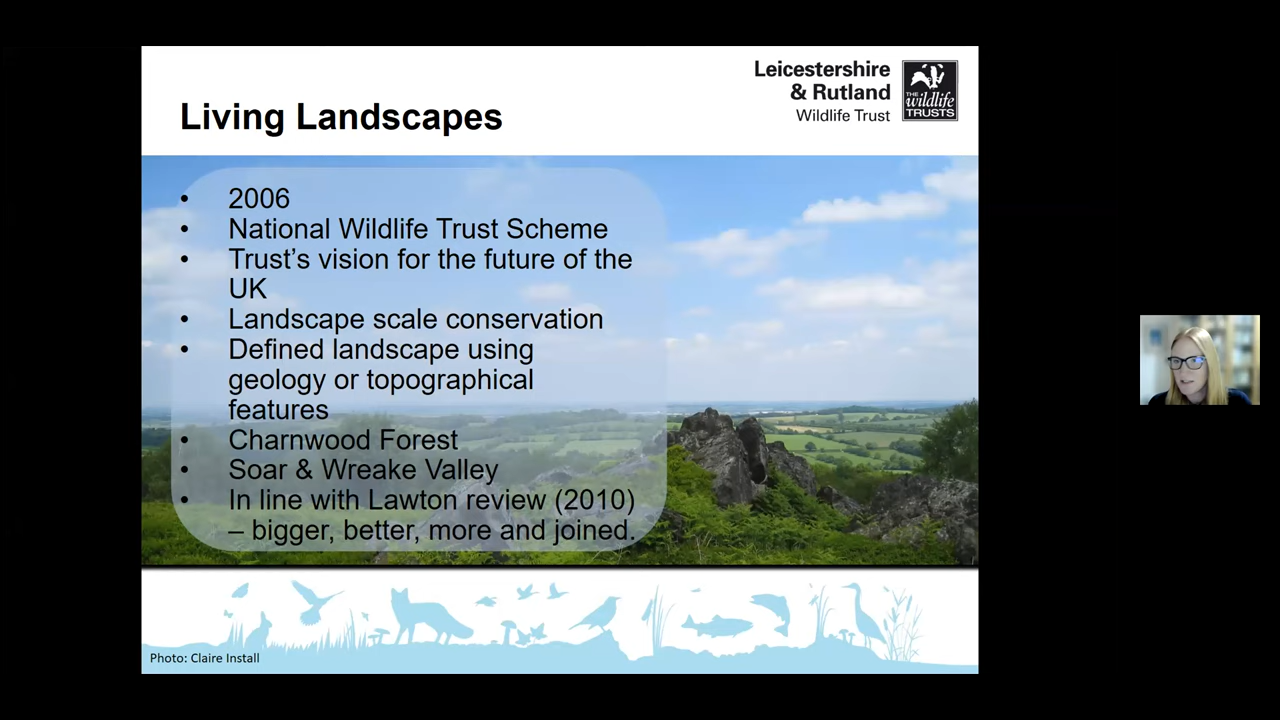 Leicestershire
& Rutland
Wildlife Trust
THE
wildlife
TRUSTS
Living Landscapes
• 2006
• National Wildlife Trust Scheme
• Trust’s vision for the future of the
UK
• Landscape scale conservation
• Defined landscape using
geology or topographical
features
• Charnwood Forest
• Soar & Wreake Valley
• In line with Lawton review (2010)
– bigger, better, more and joined.
Photo: Claire Install